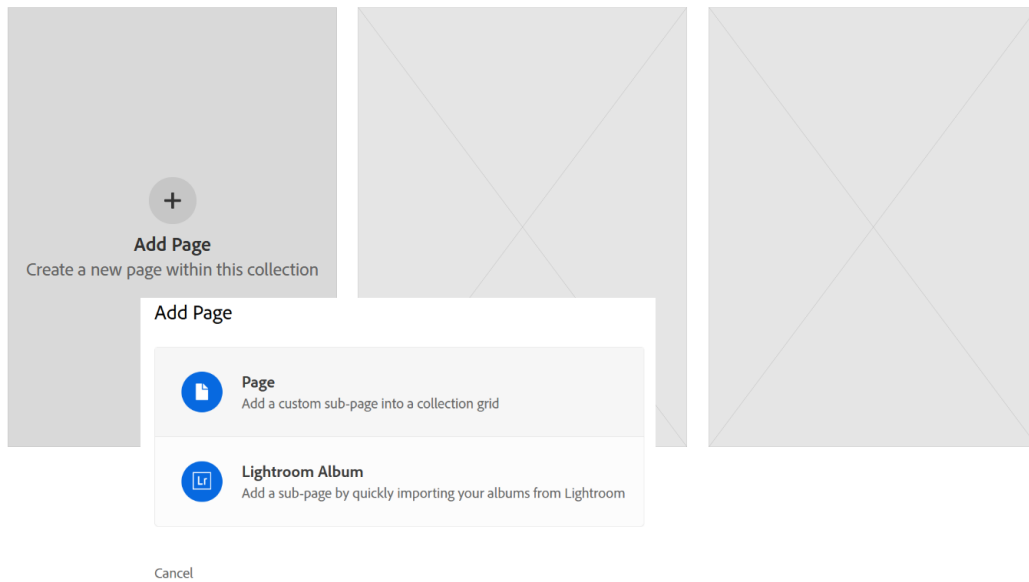 Add Page
Create a new page within this collection
Add Page
Page
Add a custom sub-page into a collection grid
Lr
Lightroom Album
Add a sub-page by quickly importing your albums from Lightroom
Cancel